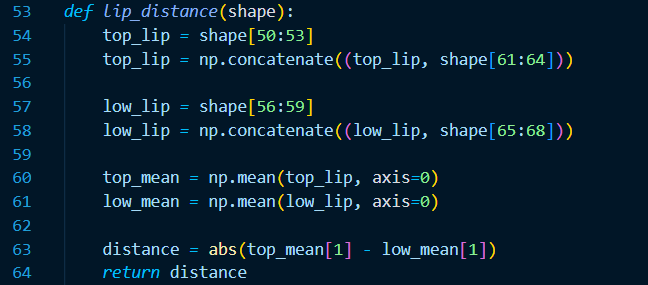 53 def lip_distance(shape):
54     top_lip = shape[50:53]
55     top_lip = np.concatenate((top_lip, shape[61:64]))
56
57     low_lip = shape[56:59]
58     low_lip = np.concatenate((low_lip, shape[65:68]))
59
60     top_mean = np.mean(top_lip, axis=0)
61     low_mean = np.mean(low_lip, axis=0)
62
63     distance = abs(top_mean[1] - low_mean[1])
64     return distance